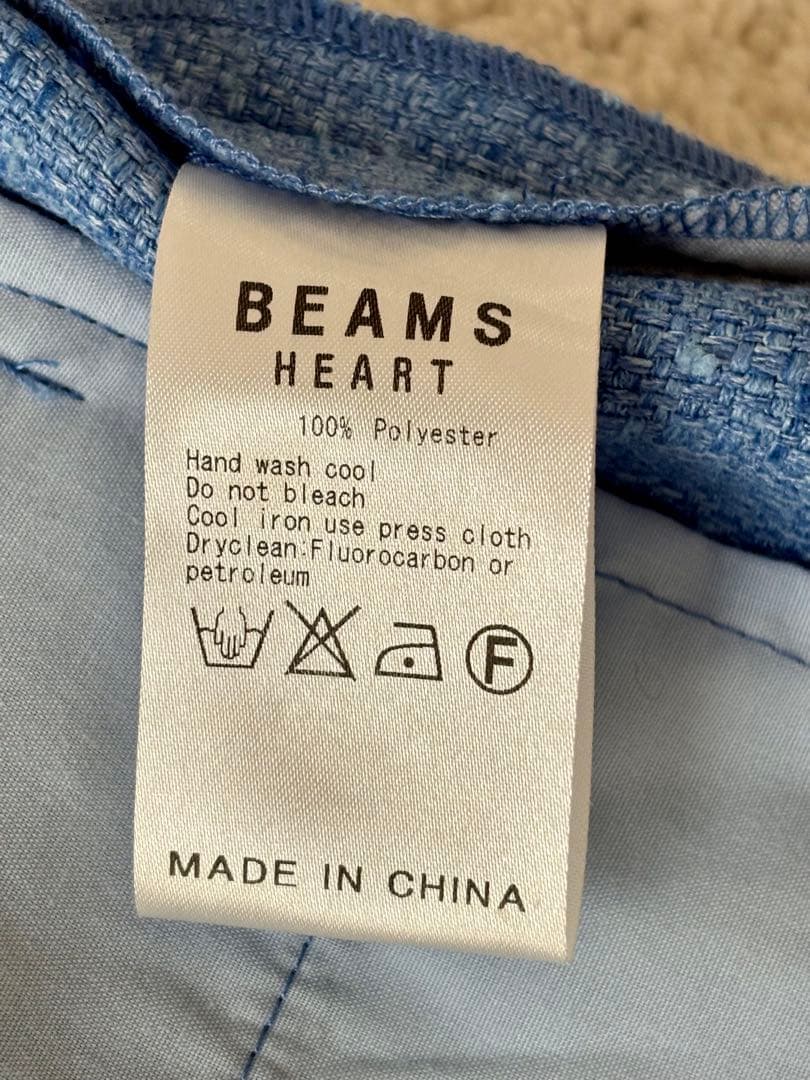 BEAMS
HEART
100% Polyester
Hand wash cool
Do not bleach
Cool iron use press cloth
Dryclean:Fluorocarbon or
petroleum
F
MADE IN CHINA